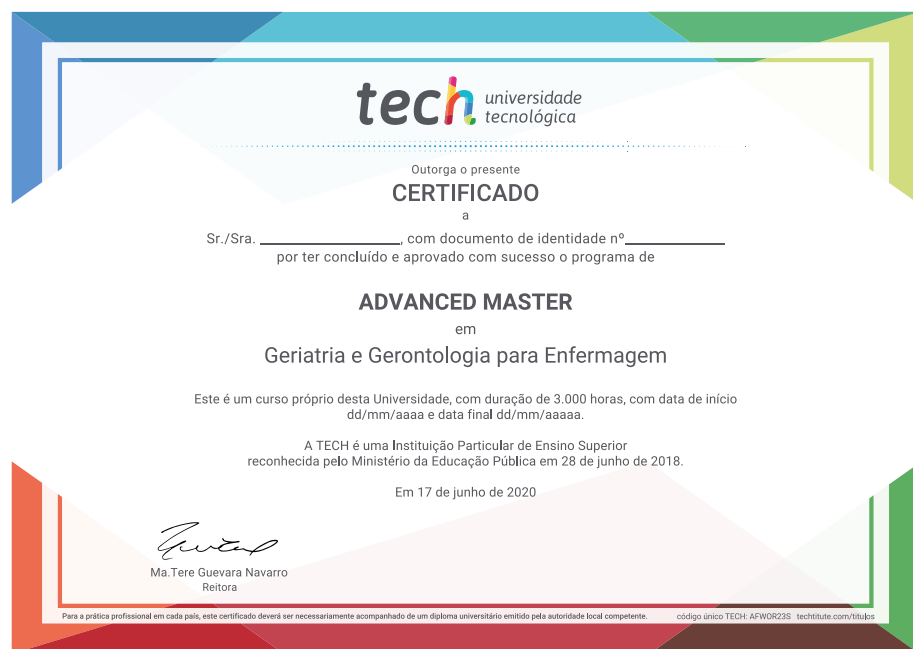 tech universidade
tecnológica
Outorga o presente
CERTIFICADO
a
Sr./Sra. ____________________, com documento de identidade nº______________
por ter concluído e aprovado com sucesso o programa de
ADVANCED MASTER
em
Geriatria e Gerontologia para Enfermagem
Este é um curso próprio desta Universidade, com duração de 3.000 horas, com data de início
dd/mm/aaaa e data final dd/mm/aaaaa.
A TECH é uma Instituição Particular de Ensino Superior
reconhecida pelo Ministério da Educação Pública em 28 de junho de 2018.
Em 17 de junho de 2020
Ma.Tere Guevara Navarro
Reitora
Para a prática profissional em cada país, este certificado deverá ser necessariamente acompanhado de um diploma universitário emitido pela autoridade local competente. código único TECH: AFWOR23S techtitute.com/titulos